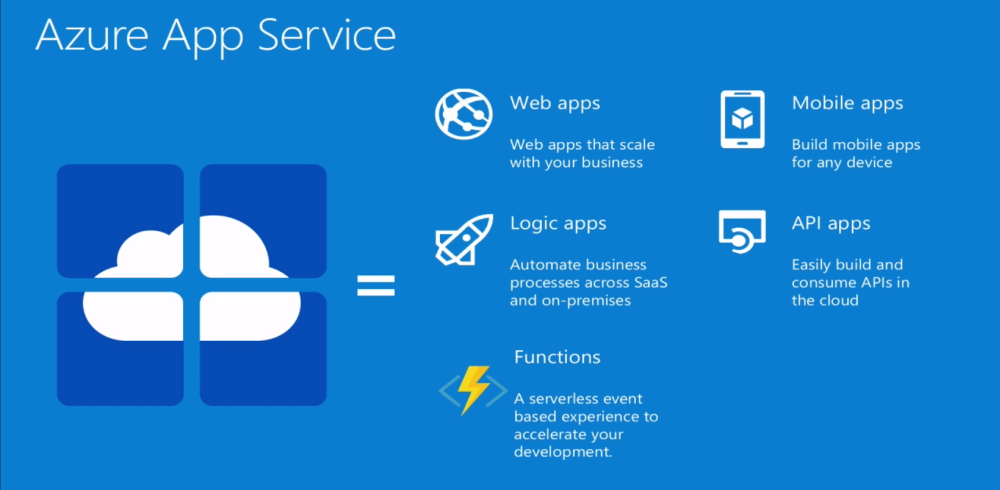 Azure App Service
Web apps
Web apps that scale
with your business
Mobile apps
Build mobile apps
for any device
Logic apps
Automate business
processes across SaaS
and on-premises
API apps
Easily build and
consume APIs in
the cloud
=
Functions
A serverless event
based experience to
accelerate your
development.